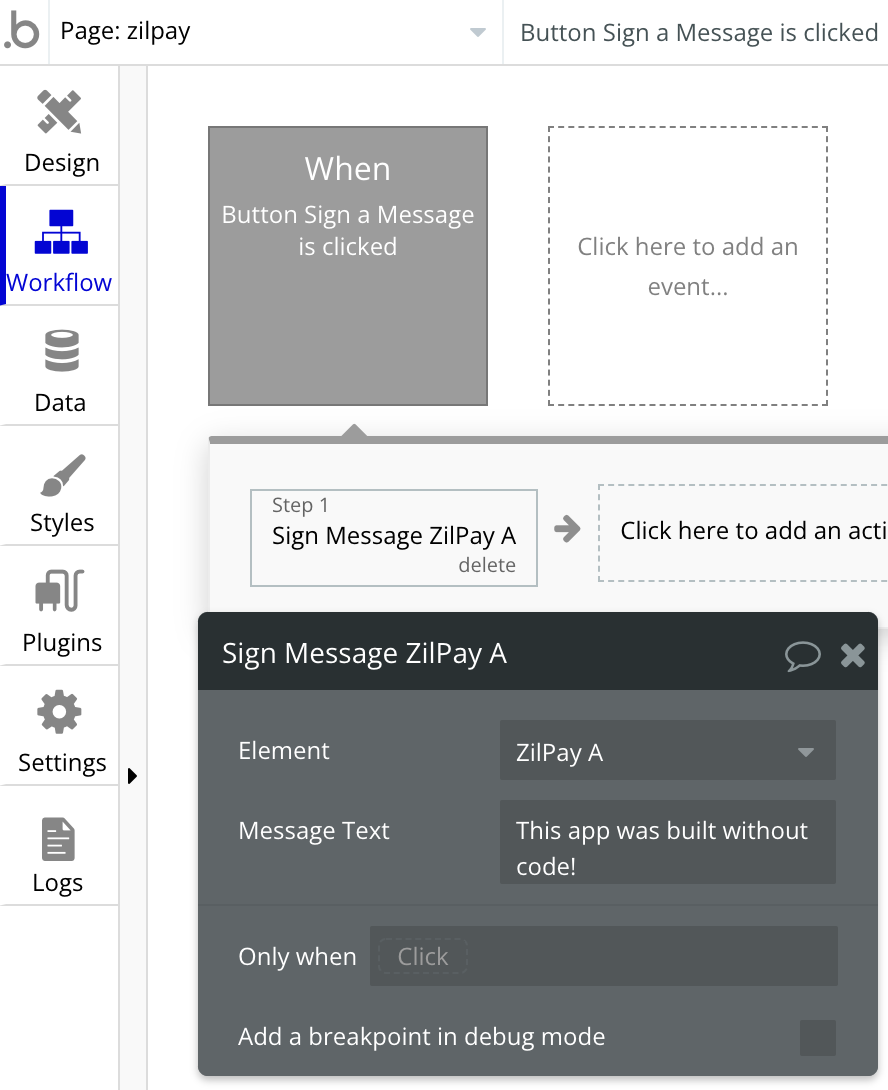 .b
Page: zilpay
Button Sign a Message is clicked
Design
Workflow
Data
Styles
Plugins
Settings
Logs
When
Button Sign a Message
is clicked
Click here to add an
event...
Step 1
Sign Message ZilPay A
delete
Click here to add an acti
Sign Message ZilPay A
Element
ZilPay A
Message Text
This app was built without
code!
Only when
Click
Add a breakpoint in debug mode